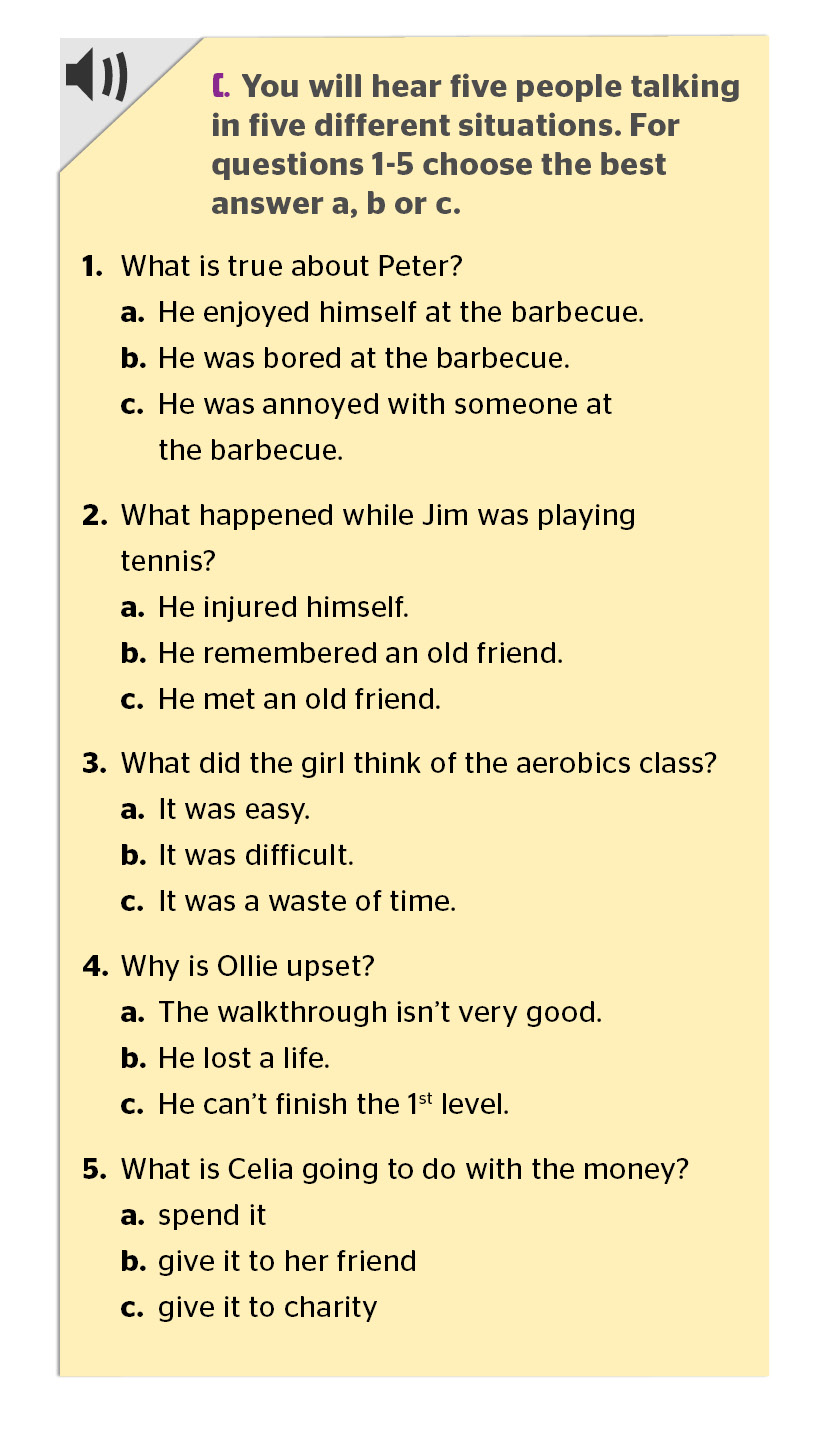 C. You will hear five people talking
in five different situations. For
questions 1-5 choose the best
answer a, b or c.
1. What is true about Peter?
a. He enjoyed himself at the barbecue.
b. He was bored at the barbecue.
c. He was annoyed with someone at
the barbecue.
2. What happened while Jim was playing
tennis?
a. He injured himself.
b. He remembered an old friend.
c. He met an old friend.
3. What did the girl think of the aerobics class?
a. It was easy.
b. It was difficult.
c. It was a waste of time.
4. Why is Ollie upset?
a. The walkthrough isn't very good.
b. He lost a life.
c. He can't finish the 1st level.
5. What is Celia going to do with the money?
a. spend it
b. give it to her friend
c. give it to charity